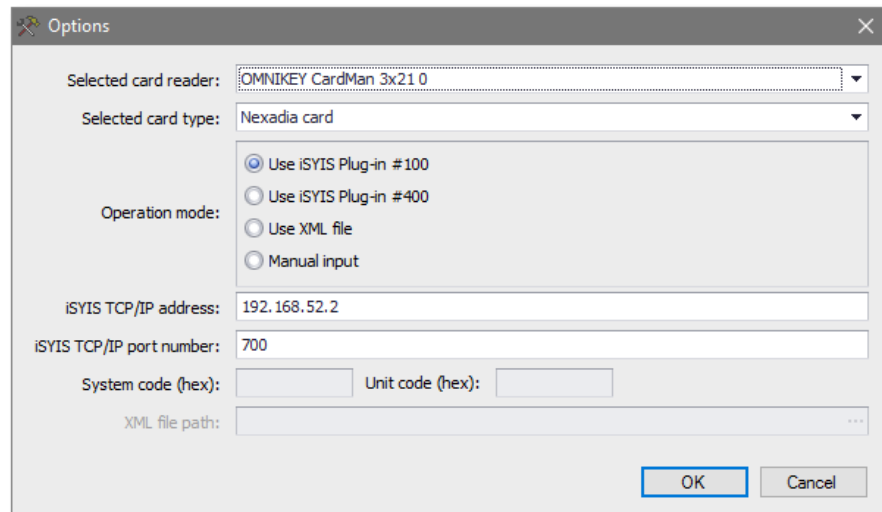 Options
Selected card reader: OMNIKEY CardMan 3x21 0
Selected card type: Nexadia card
Operation mode:
Use iSYIS Plug-in #100
Use iSYIS Plug-in #400
Use XML file
Manual input
iSYIS TCP/IP address: 192.168.52.2
iSYIS TCP/IP port number: 700
System code (hex): Unit code (hex):
XML file path: ...
OK Cancel